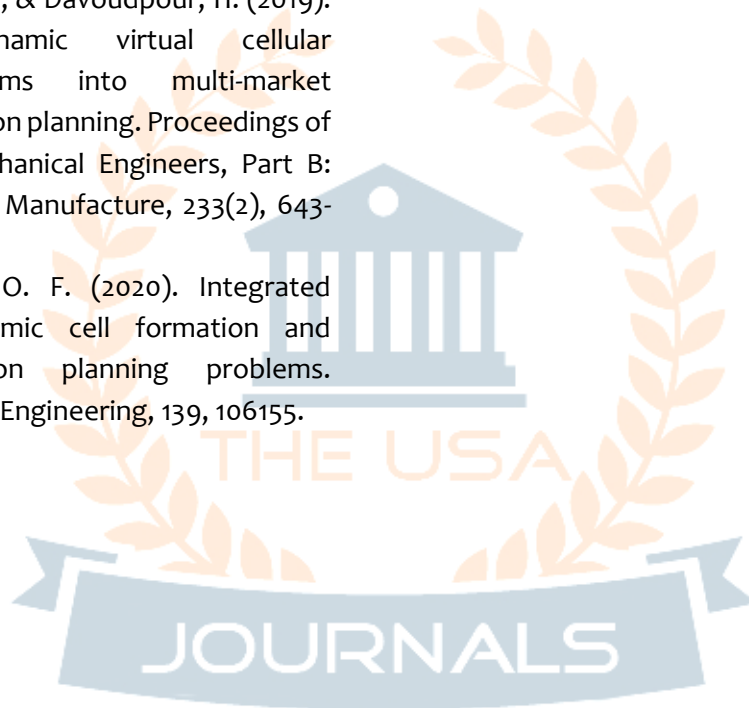 , & Davoudpour, H. (2019).
namic virtual cellular
ms into multi-market
on planning. Proceedings of
hanical Engineers, Part B:
Manufacture, 233(2), 643-
O. F. (2020). Integrated
mic cell formation and
on planning problems.
Engineering, 139, 106155.
THE USA
JOURNALS